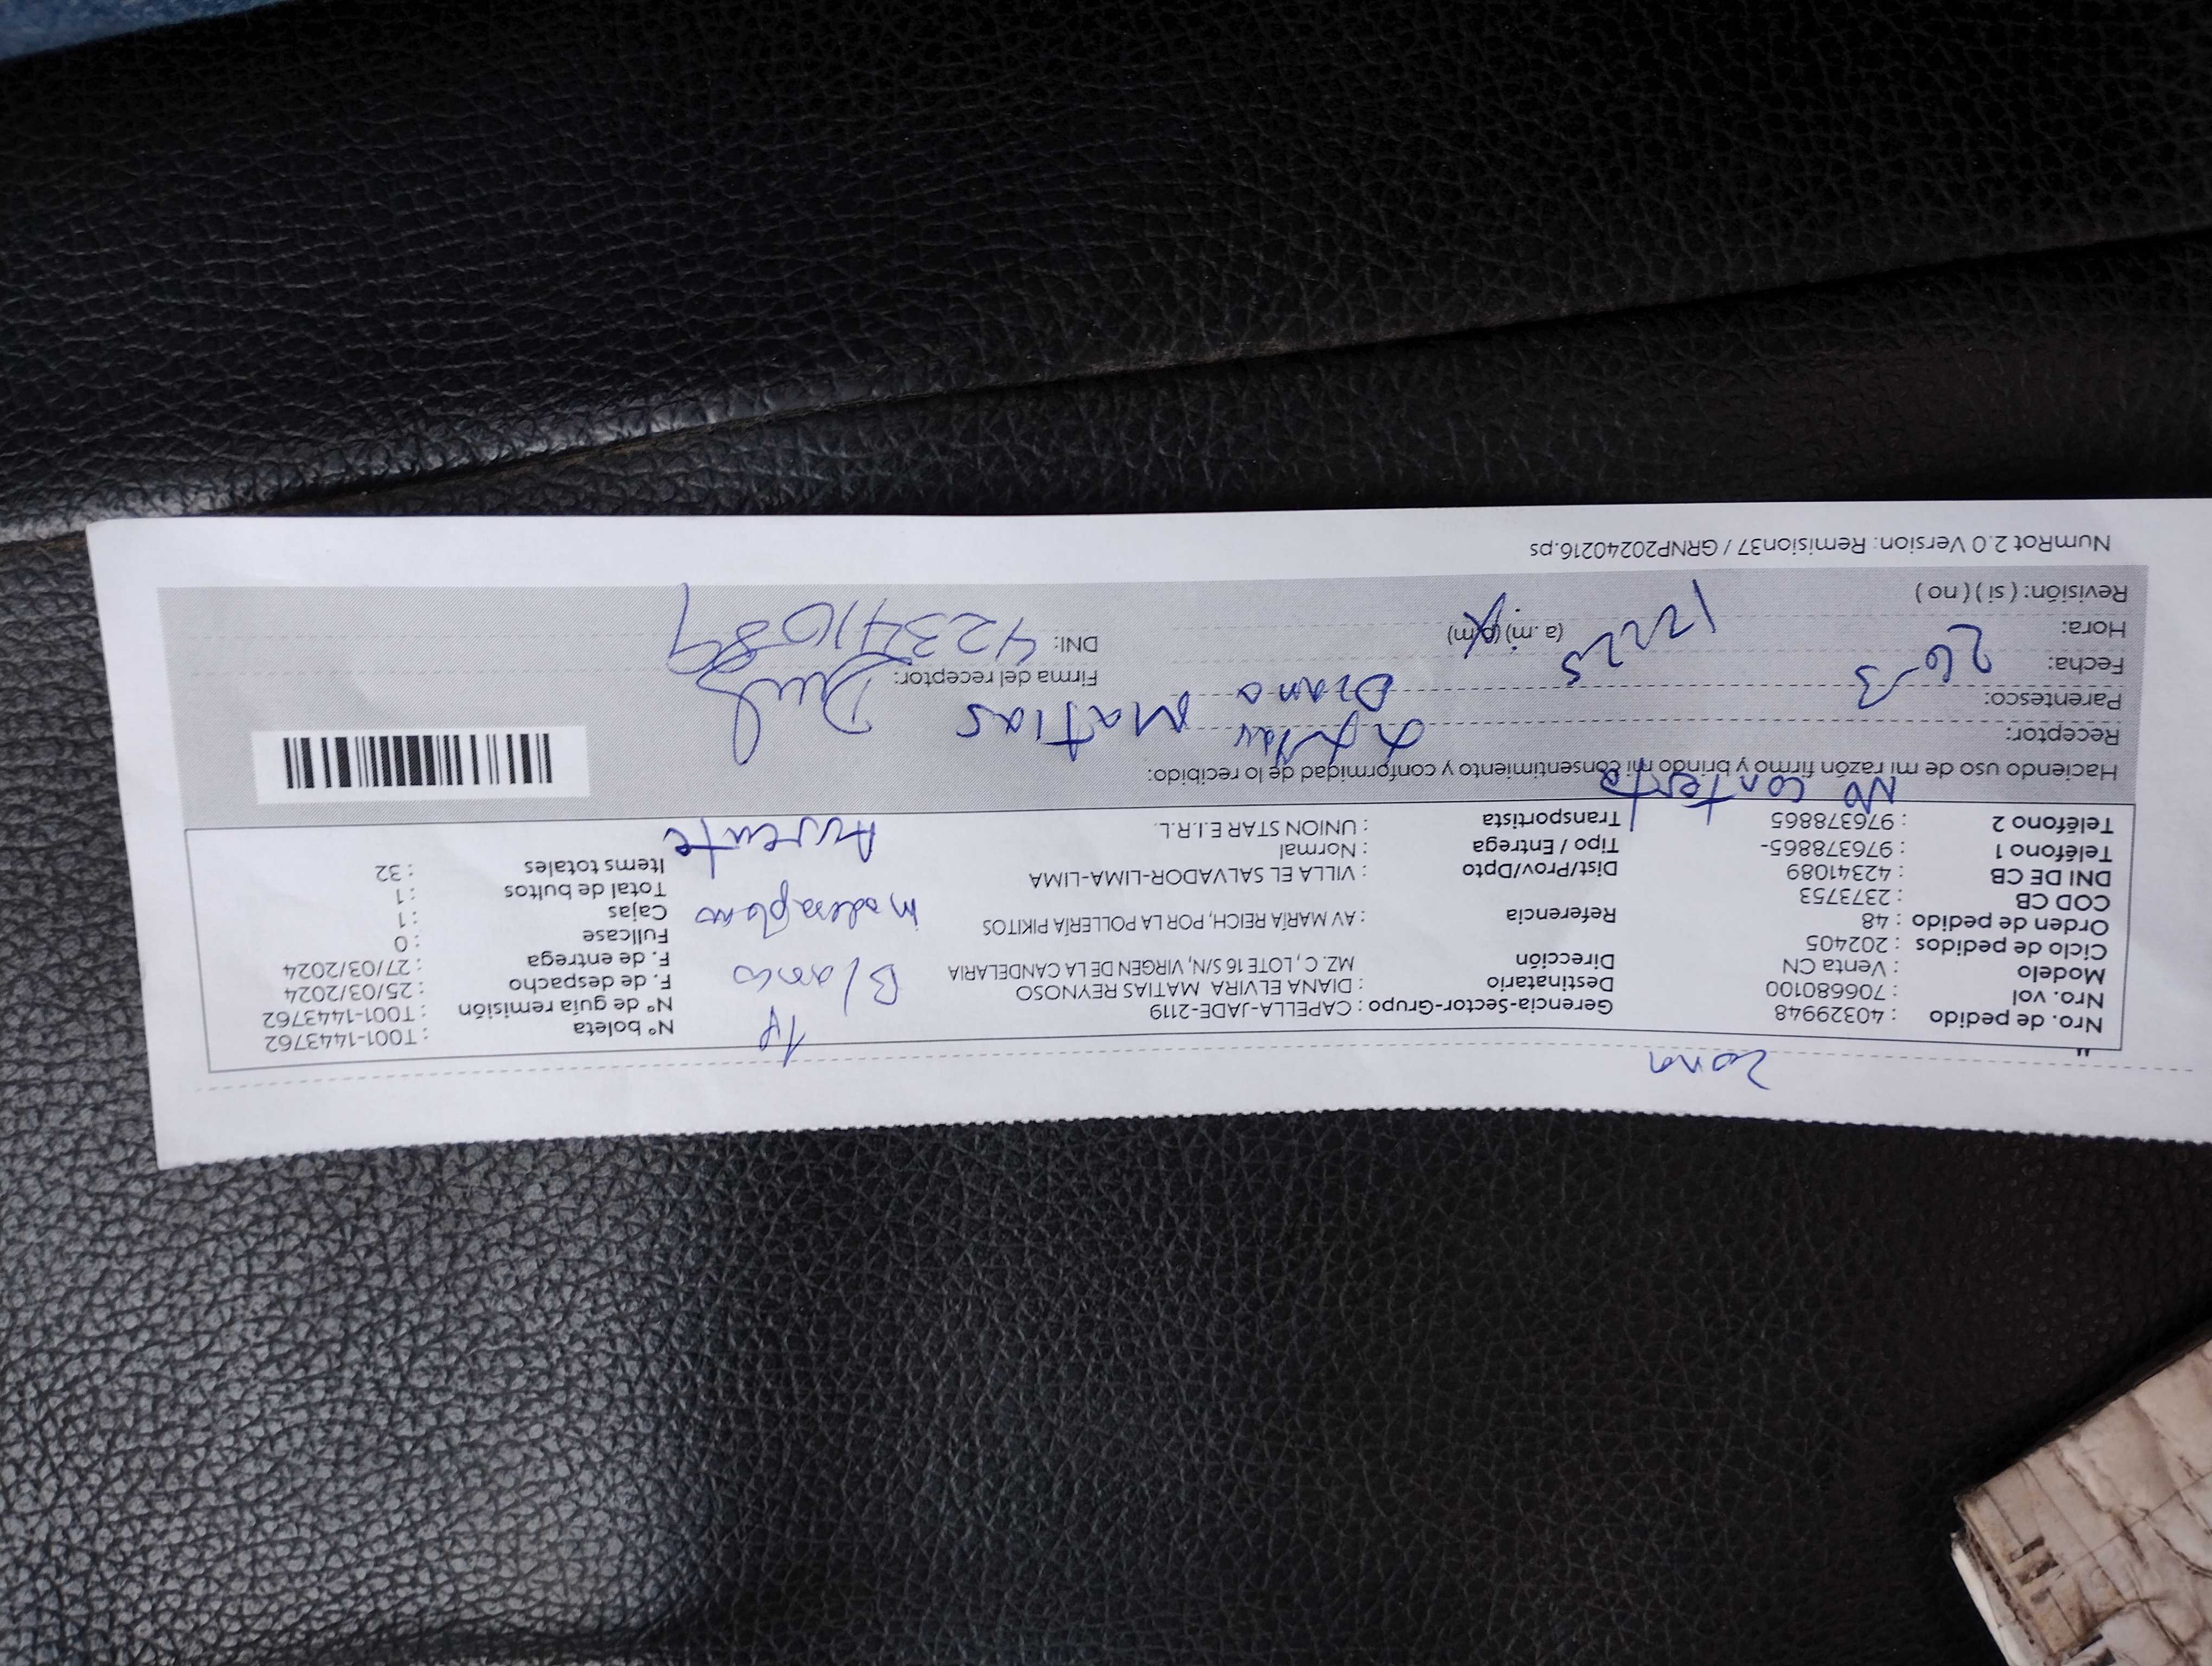 zona
Nro. de pedido : 40329948
Nro. vol : 706680100
Modelo : Venta CN
Ciclo de pedidos : 202405
Orden de pedido : 48
COD CB : 2373753
DNI DE CB : 42341089
Teléfono 1 : 976378865-
Teléfono 2 : 976378865
Gerencia-Sector-Grupo : CAPELLA-JADE-2119
Destinatario : DIANA ELVIRA MATIAS REYNOSO
Dirección MZ. C, LOTE 16 S/N, VIRGEN DE LA CANDELARIA
Referencia : AV MARÍA REICH, POR LA POLLERÍA PIKITOS
Dist/Prov/Dpto : VILLA EL SALVADOR-LIMA-LIMA
Tipo / Entrega : Normal
Transportista : UNION STAR E.I.R.L.
1P
Blanco
Ausente
N° boleta : T001-1443762
N° de guía remisión : T001-1443762
F. de despacho : 25/03/2024
F. de entrega : 27/03/2024
Fullcase : 0
Cajas : 1
Total de bultos : 1
Items totales : 32
No contesta
Haciendo uso de mi razón firmo y brindo mi consentimiento y conformidad de lo recibido:
Receptor:
Parentesco: Diana Matias
Fecha: 26-3
Hora: 1225 (a.m) (p.m)
Revisión: ( si ) ( no )
Firma del receptor:
DNI: 42341089
NumRot 2.0 Version: Remision37 / GRNP20240216.ps